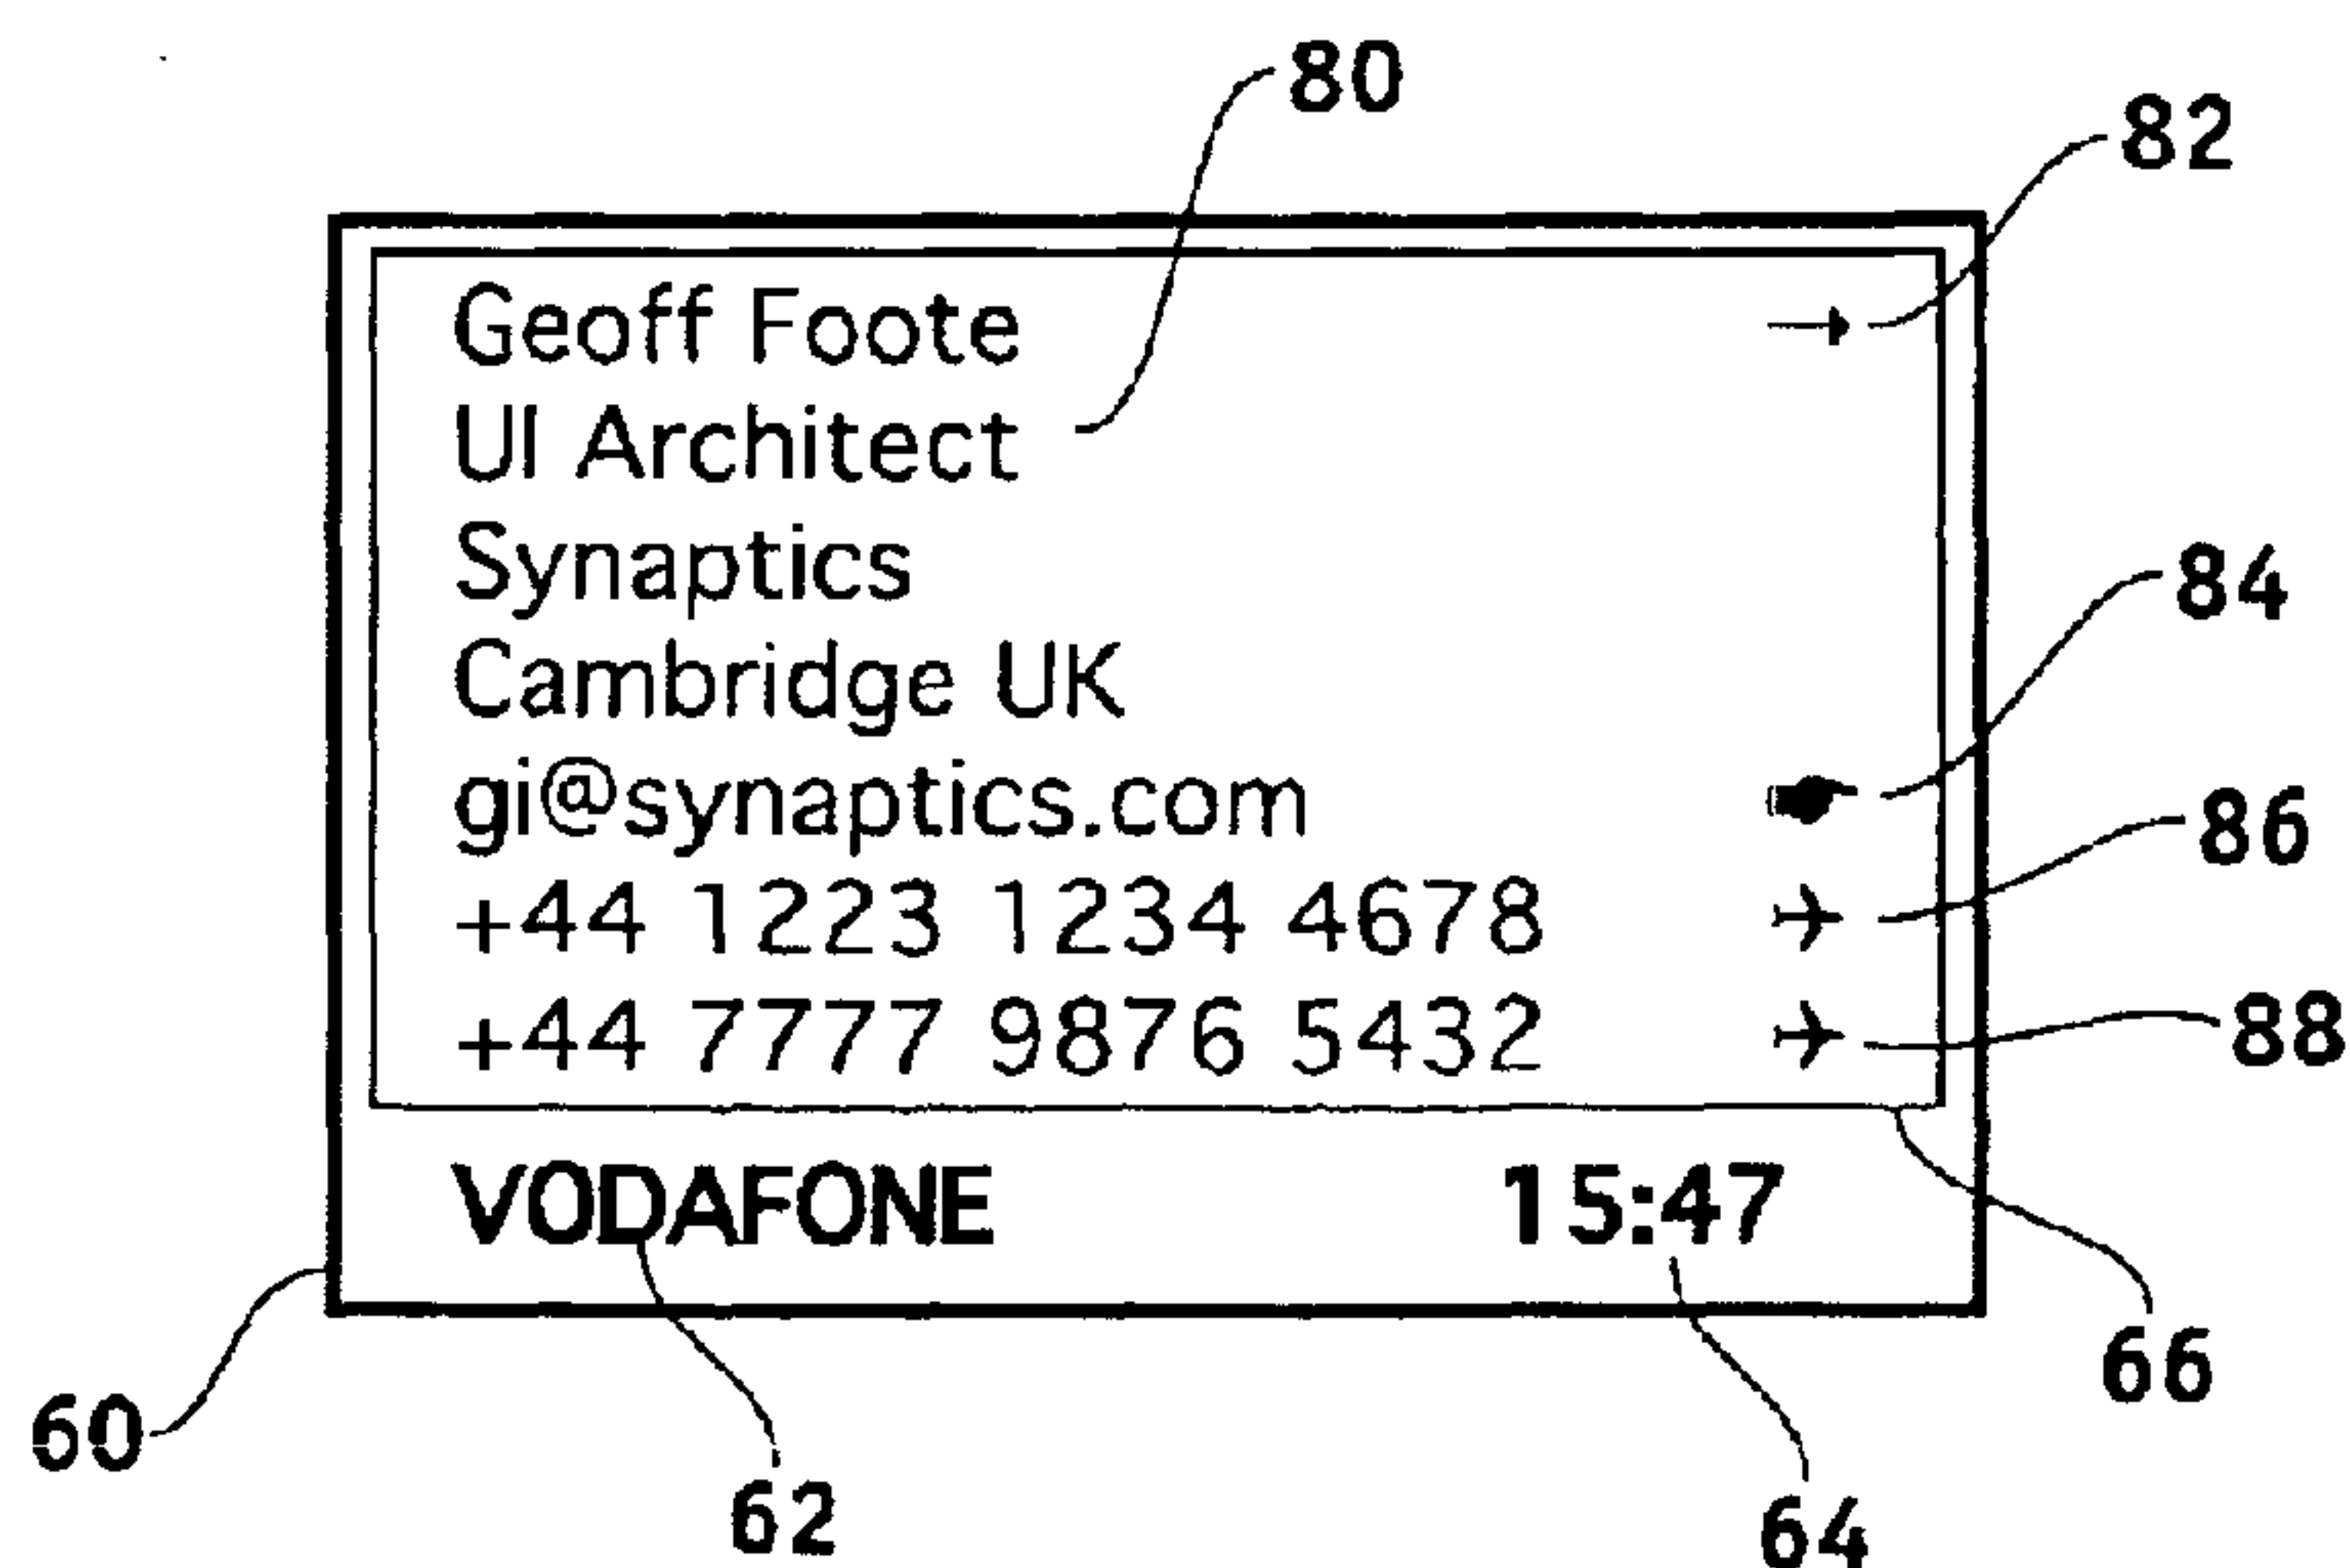 80
82
Geoff Foote →
UI Architect
Synaptics
84
Cambridge UK
gi@synaptics.com
86
+44 1223 1234 4678
88
+44 7777 9876 5432
VODAFONE 15:47
66
60
62
64